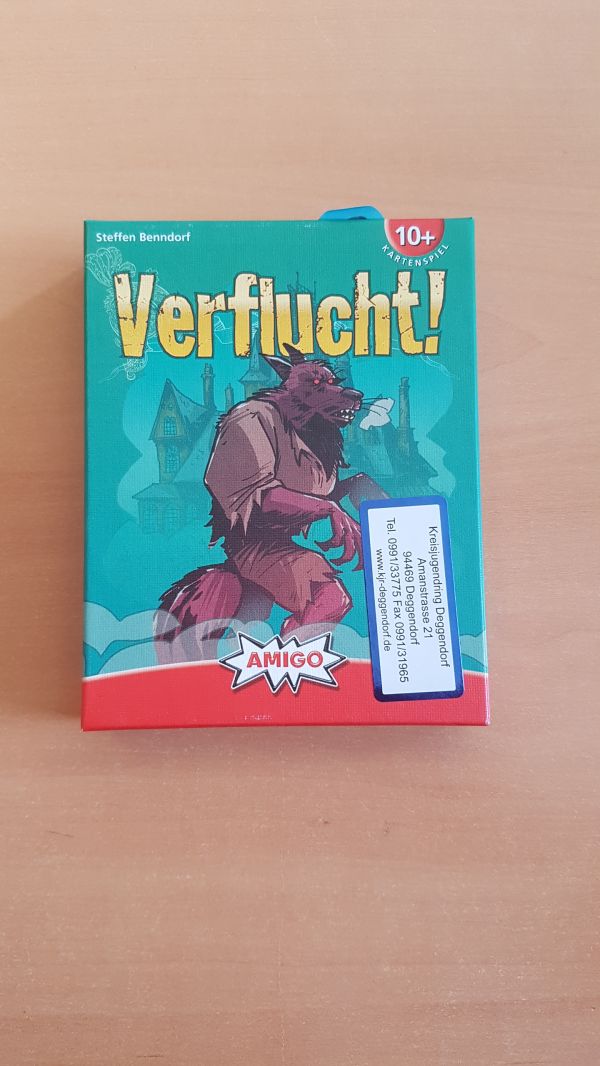 Steffen Benndorf
10+
KARTENSPIEL
Verflucht!
Kreisjugendring Deggendorf
Amanstrasse 21
94469 Deggendorf
Tel. 0991/33775 Fax 0991/31965
www.kjr-deggendorf.de
AMIGO